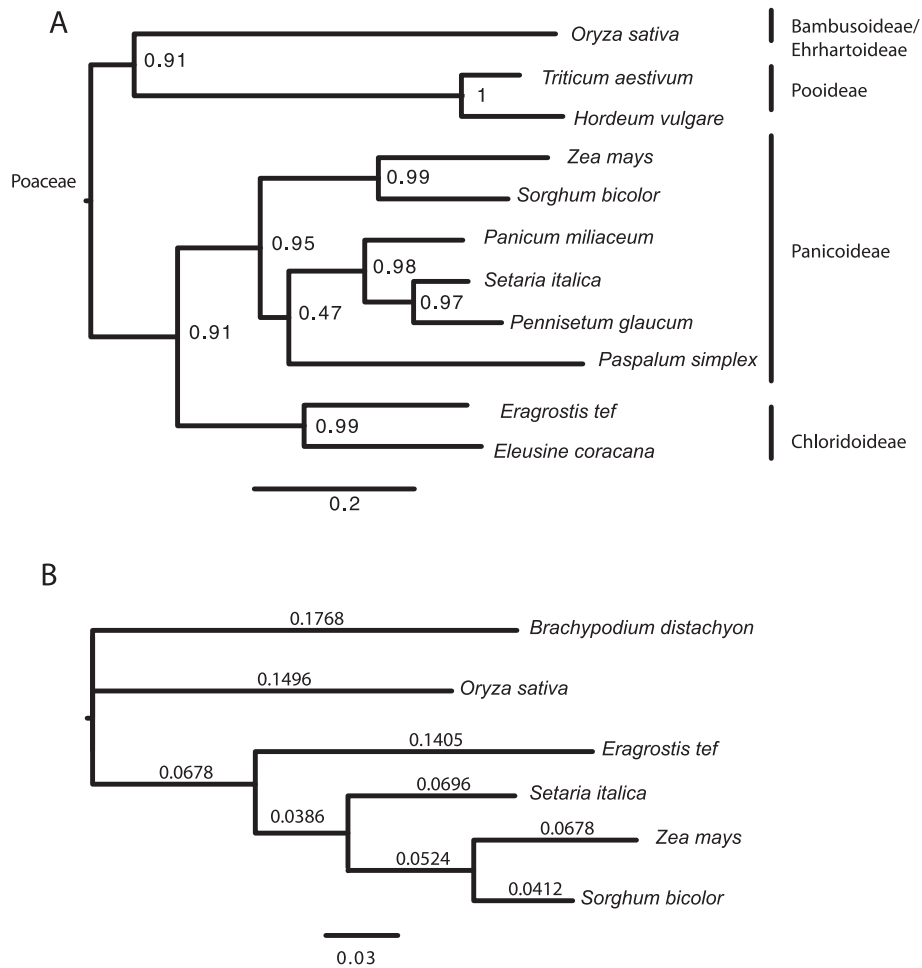 A
Oryza sativa
Bambusoideae/
Ehrhartoideae
0.91
Triticum aestivum
1
Pooideae
Hordeum vulgare
Zea mays
0.99
Poaceae
Sorghum bicolor
Panicum miliaceum
0.95
Panicoideae
0.98
Setaria italica
0.97
0.47
Pennisetum glaucum
0.91
Paspalum simplex
Eragrostis tef
0.99
Chloridoideae
Eleusine coracana
0.2
B
0.1768
Brachypodium distachyon
0.1496
Oryza sativa
0.1405
Eragrostis tef
0.0678
0.0696
Setaria italica
0.0386
0.0678
Zea mays
0.0524
0.0412
Sorghum bicolor
0.03